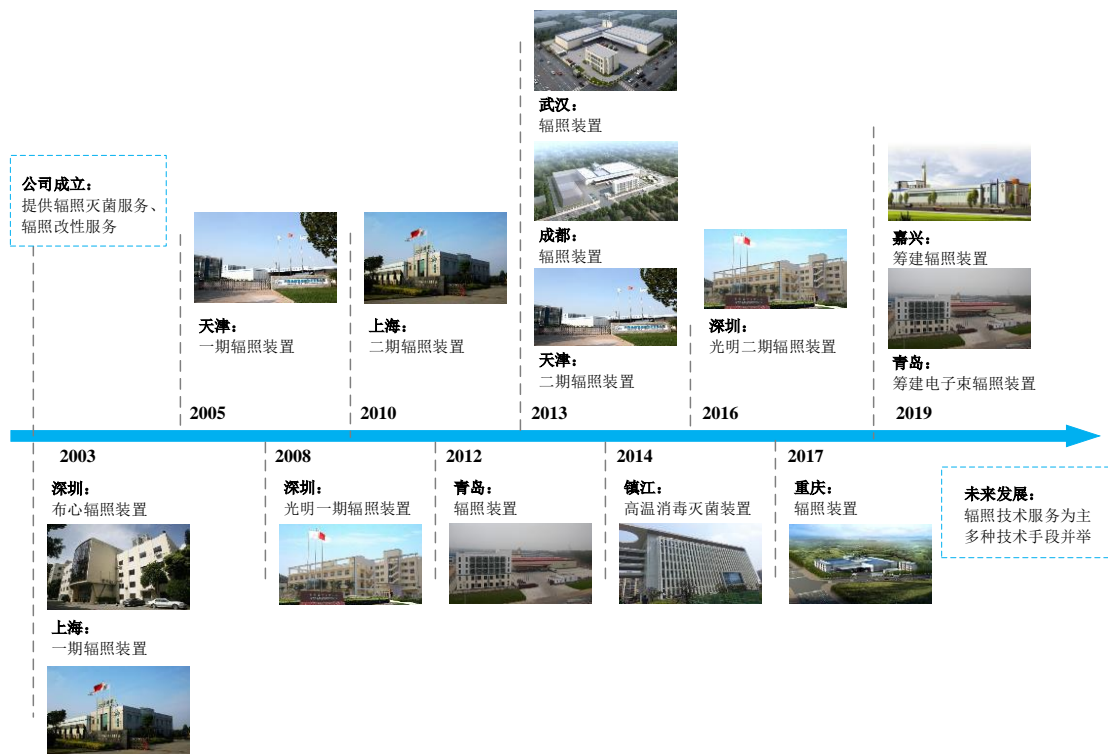 武汉：
辐照装置
公司成立：
提供辐照灭菌服务、
辐照改性服务
成都：
辐照装置
嘉兴：
筹建辐照装置
天津：
一期辐照装置
上海：
二期辐照装置
天津：
二期辐照装置
深圳：
光明二期辐照装置
青岛：
筹建电子束辐照装置
2005
2010
2013
2016
2019
2003
2008
2012
2014
2017
深圳：
布心辐照装置
深圳：
光明一期辐照装置
青岛：
辐照装置
镇江：
高温消毒灭菌装置
重庆：
辐照装置
未来发展：
辐照技术服务为主
多种技术手段并举
上海：
一期辐照装置